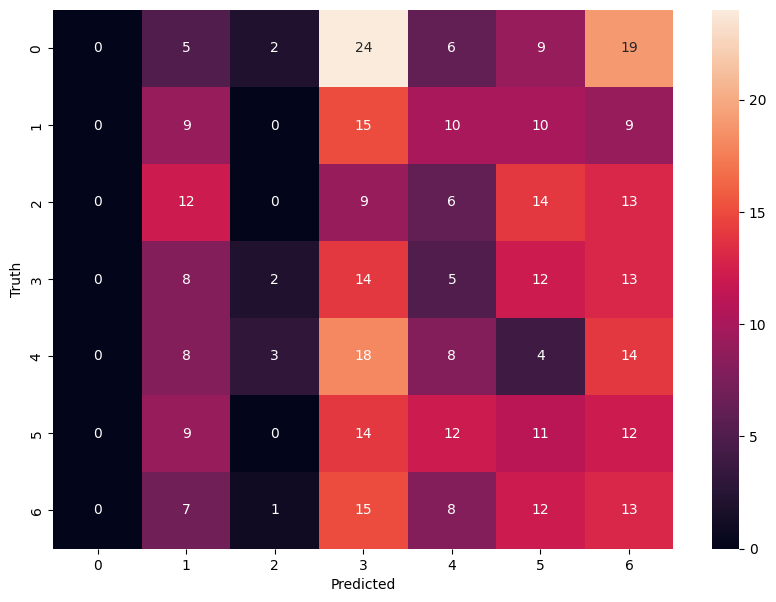 0 0 5 2 24 6 9 19
1 0 9 0 15 10 10 9
2 0 12 0 9 6 14 13
3 0 8 2 14 5 12 13
4 0 8 3 18 8 4 14
5 0 9 0 14 12 11 12
6 0 7 1 15 8 12 13
0 1 2 3 4 5 6
Predicted
Truth
20
15
10
5
0